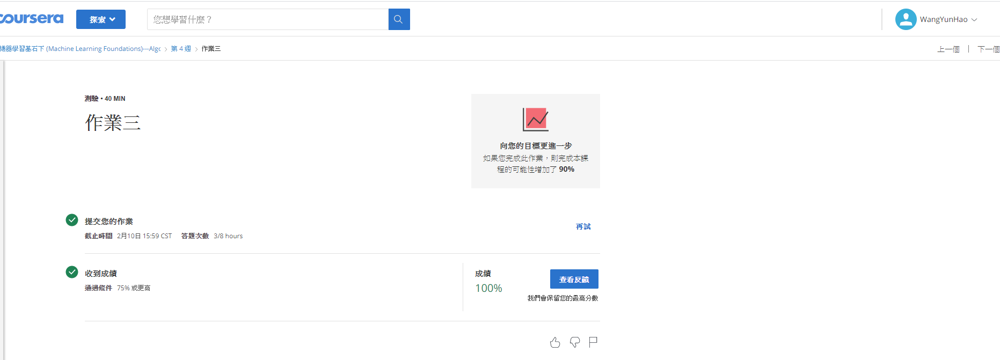 coursera
探索
您想學習什麼？
WangYunHao
機器學習基石下 (Machine Learning Foundations)---Algo
第 4 週
作業三
上一個
下一個
測驗 • 40 MIN
作業三
向您的目標更進一步
如果您完成此作業，則完成本課
程的可能性增加了 90%
提交您的作業
截止時間 2月10日 15:59 CST 答題次數 3/8 hours
再試
收到成績
通過條件 75% 或更高
成績
100%
查看反饋
我們會保留您的最高分數